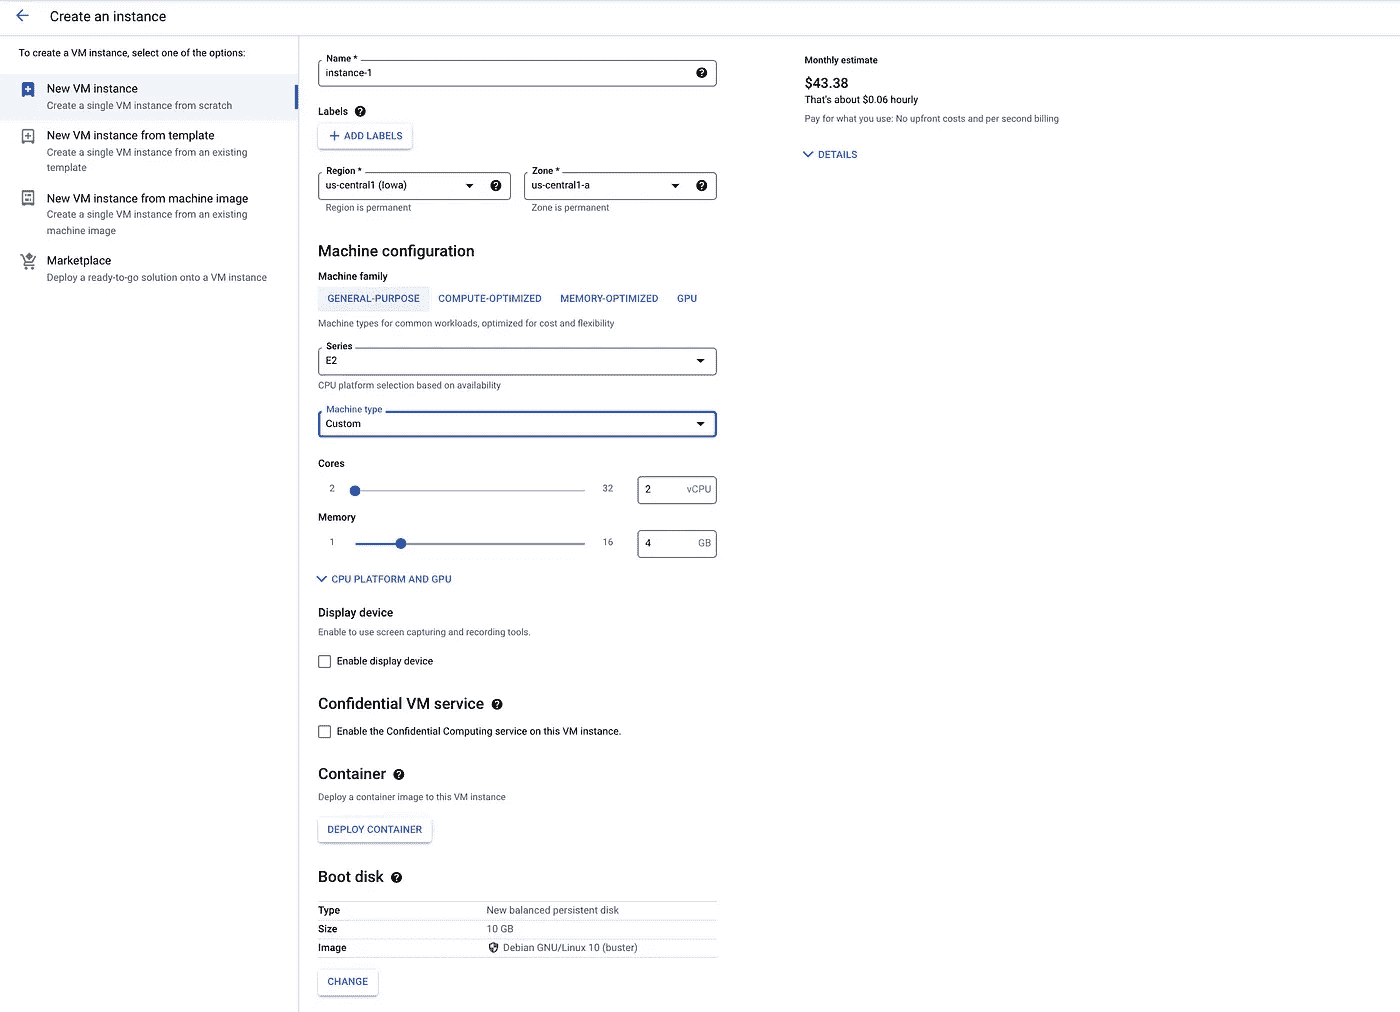 Create an instance
To create a VM instance, select one of the options:
New VM instance
Create a single VM instance from scratch
New VM instance from template
Create a single VM instance from an existing
template
New VM instance from machine image
Create a single VM instance from an existing
machine image
Marketplace
Deploy a ready-to-go solution onto a VM instance
Name *
instance-1
Labels
ADD LABELS
Region *
us-central1 (Iowa)
Region is permanent
Zone *
us-central1-a
Zone is permanent
Machine configuration
Machine family
GENERAL-PURPOSE COMPUTE-OPTIMIZED MEMORY-OPTIMIZED GPU
Machine types for common workloads, optimized for cost and flexibility
Series
E2
CPU platform selection based on availability
Machine type
Custom
Cores
2 32 2 vCPU
Memory
1 16 4 GB
CPU PLATFORM AND GPU
Display device
Enable to use screen capturing and recording tools.
Enable display device
Confidential VM service
Enable the Confidential Computing service on this VM instance.
Container
Deploy a container image to this VM instance
DEPLOY CONTAINER
Boot disk
Type New balanced persistent disk
Size 10 GB
Image Debian GNU/Linux 10 (buster)
CHANGE
Monthly estimate
$43.38
That's about $0.06 hourly
Pay for what you use: No upfront costs and per second billing
DETAILS